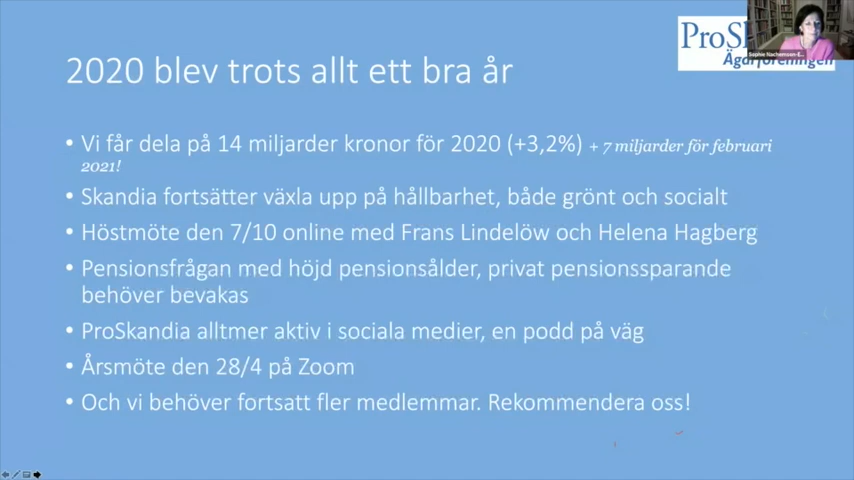 ProSk
Ägarföreningen
2020 blev trots allt ett bra år
• Vi får dela på 14 miljarder kronor för 2020 (+3,2%) + 7 miljarder för februari
2021!
• Skandia fortsätter växla upp på hållbarhet, både grönt och socialt
• Höstmöte den 7/10 online med Frans Lindelöw och Helena Hagberg
• Pensionsfrågan med höjd pensionsålder, privat pensionssparande
behöver bevakas
• ProSkandia alltmer aktiv i sociala medier, en podd på väg
• Årsmöte den 28/4 på Zoom
• Och vi behöver fortsatt fler medlemmar. Rekommendera oss!